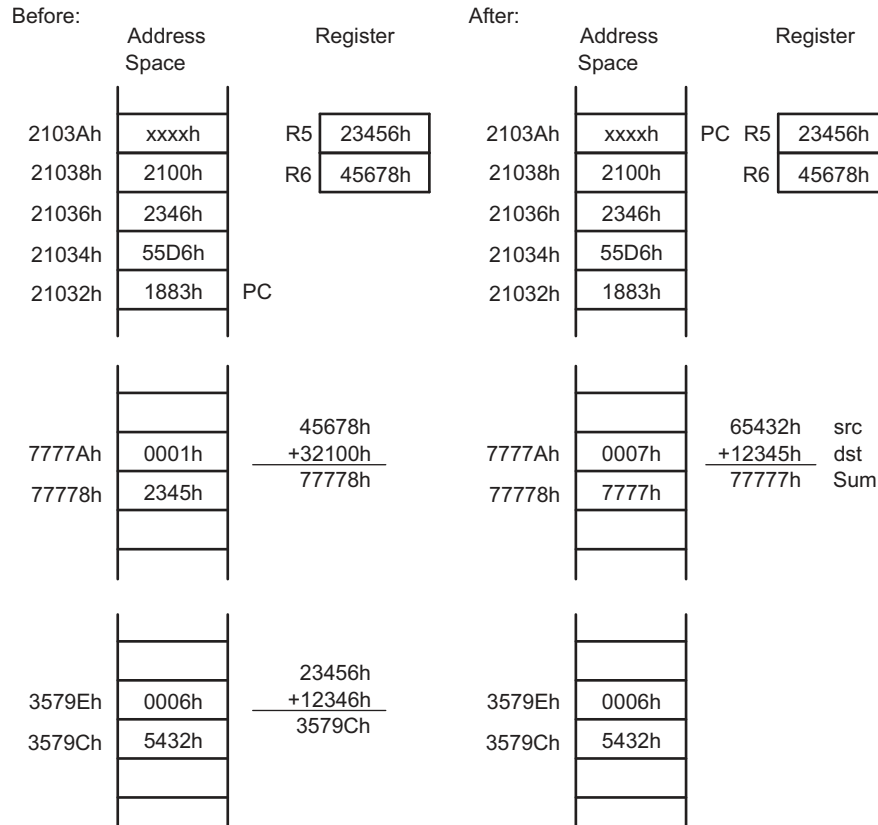 Before:
Address Space
Register
2103Ah xxxxh R5 23456h
21038h 2100h R6 45678h
21036h 2346h
21034h 55D6h
21032h 1883h PC
7777Ah 0001h
77778h 2345h
45678h
+32100h
77778h
3579Eh 0006h
3579Ch 5432h
23456h
+12346h
3579Ch
After:
Address Space
Register
2103Ah xxxxh PC R5 23456h
21038h 2100h R6 45678h
21036h 2346h
21034h 55D6h
21032h 1883h
7777Ah 0007h
77778h 7777h
65432h src
+12345h dst
77777h Sum
3579Eh 0006h
3579Ch 5432h